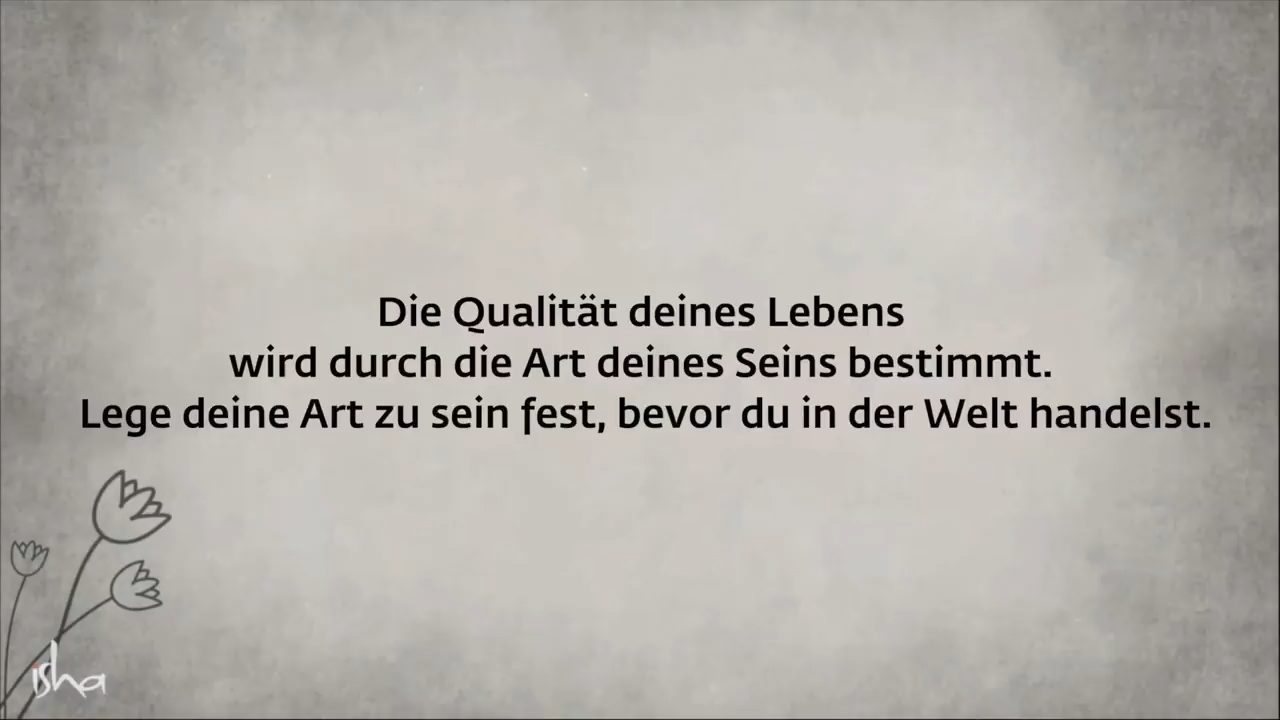 Die Qualität deines Lebens
wird durch die Art deines Seins bestimmt.
Lege deine Art zu sein fest, bevor du in der Welt handelst.
isha